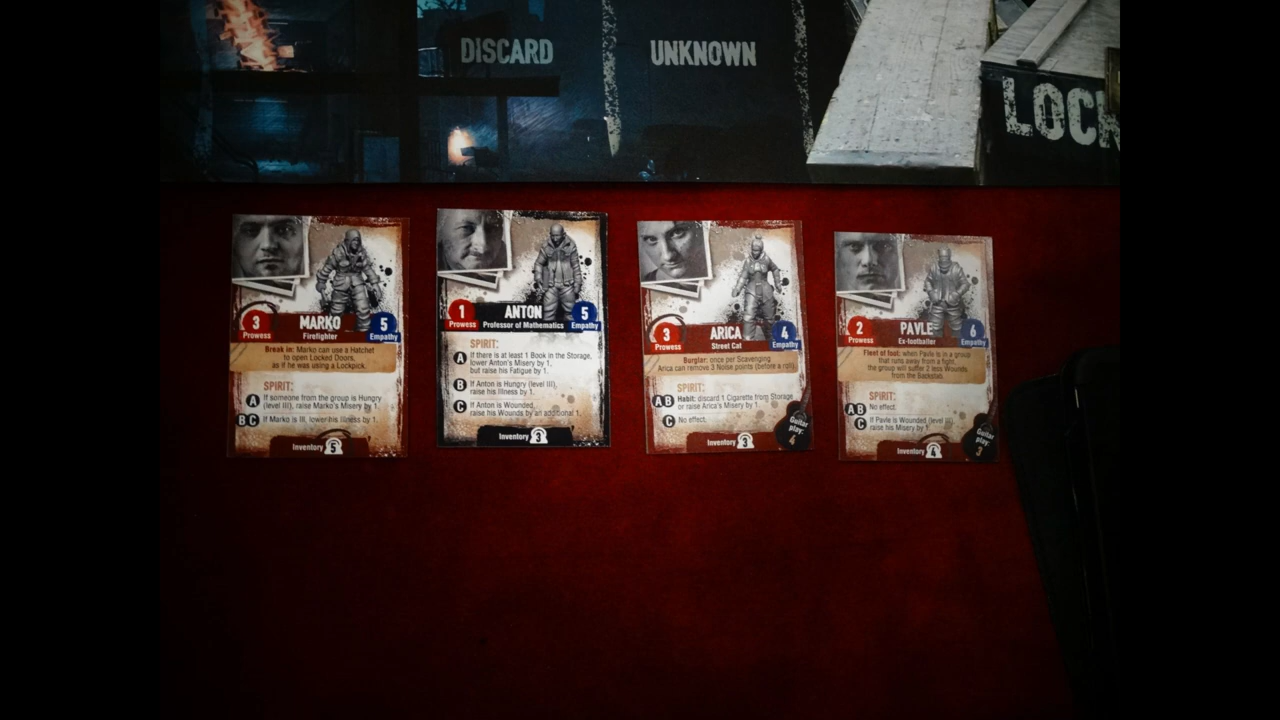 DISCARD
UNKNOWN
LOCK
MARKO
Firefighter
3
Prowess
5
Empathy
Break in: Marko can use a Hatchet
to open Locked Doors,
as if he was using a Lockpick.
SPIRIT:
A If someone from the group is Hungry
(level III), raise Marko's Misery by 1.
B C If Marko is Ill, lower his Illness by 1.
Inventory 5
ANTON
Professor of Mathematics
1
Prowess
5
Empathy
SPIRIT:
A If there is at least 1 Book in the Storage,
lower Anton's Misery by 1,
but raise his Fatigue by 1.
B If Anton is Hungry (level III),
raise his Illness by 1.
C If Anton is Wounded,
raise his Wounds by an additional 1.
Inventory 3
ARICA
Street Cat
3
Prowess
4
Empathy
Burglar: once per Scavenging
Arica can remove 3 Noise points (before a roll).
SPIRIT:
A B Habit: discard 1 Cigarette from Storage
or raise Arica's Misery by 1.
C No effect.
Inventory 3
Guitar
play:
4
PAVLE
Ex-footballer
2
Prowess
6
Empathy
Fleet of foot: when Pavle is in a group
that runs away from a fight,
the group will suffer 2 less Wounds
from the Backstab.
SPIRIT:
A B No effect.
C If Pavle is Wounded (level II),
raise his Misery by 1.
Inventory 4
Guitar
play:
3